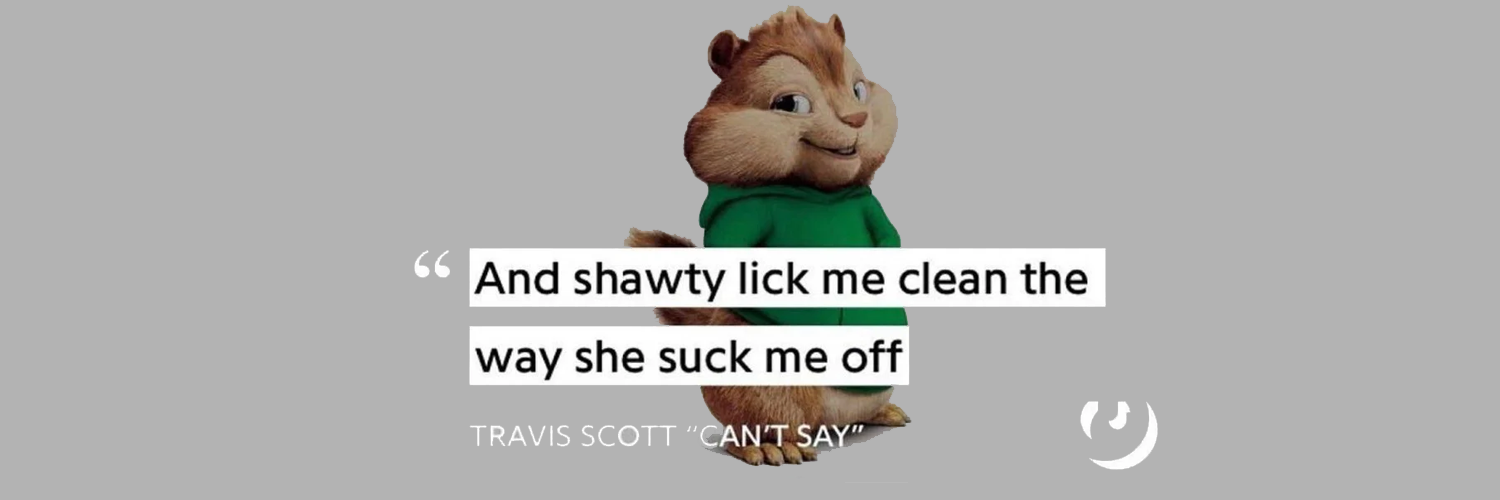 “ And shawty lick me clean the
way she suck me off
TRAVIS SCOTT “CAN’T SAY”